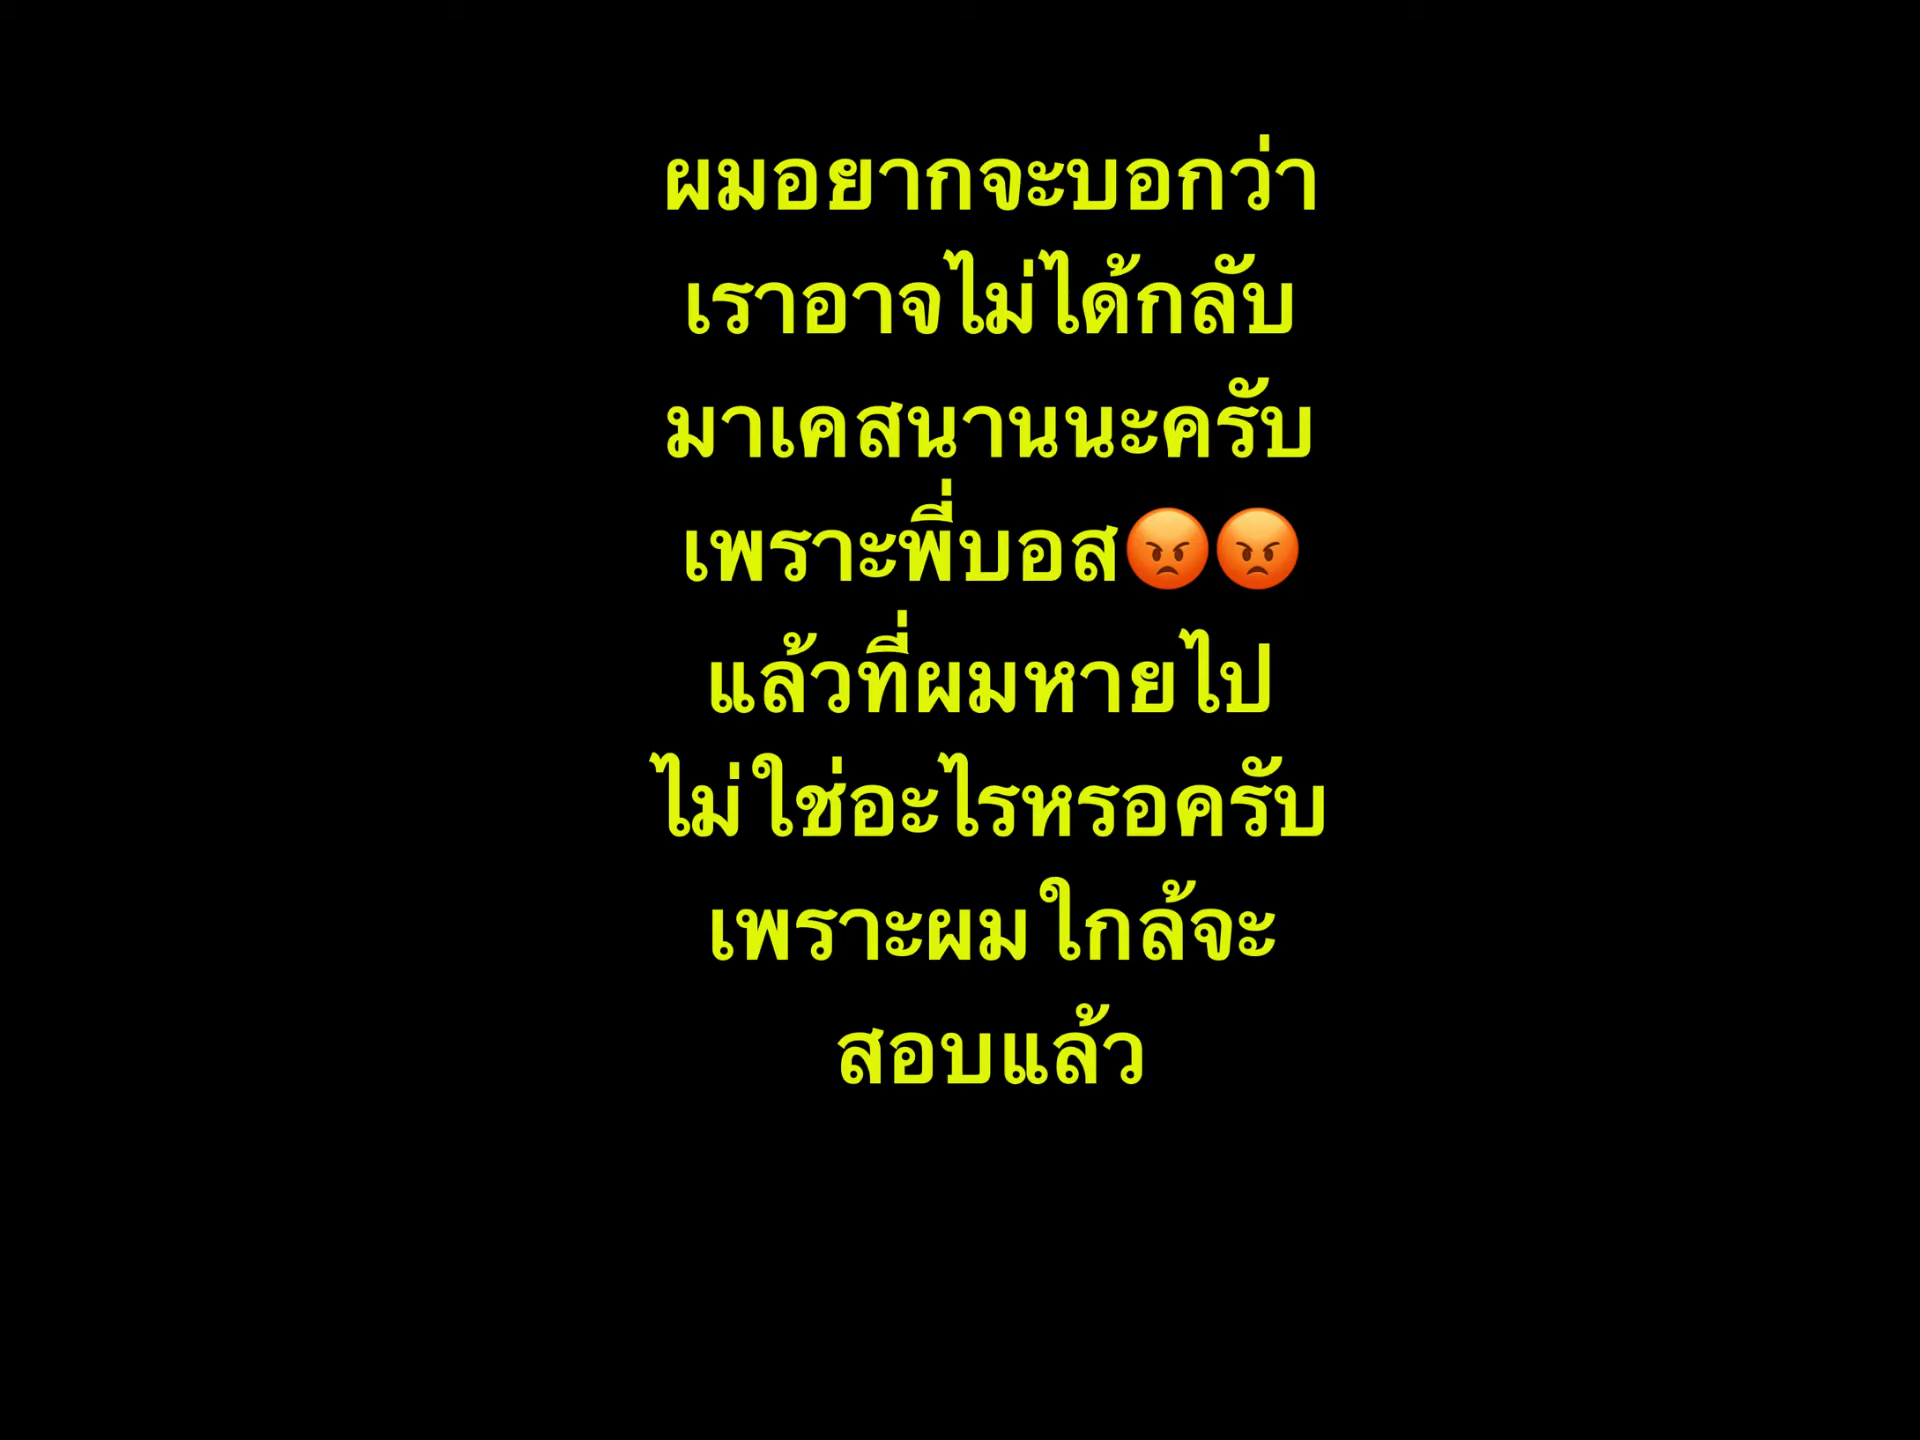 ผมอยากจะบอกว่า
เราอาจไม่ได้กลับ
มาเคสนานนะครับ
เพราะพี่บอส😡😡
แล้วที่ผมหายไป
ไม่ใช่อะไรหรอครับ
เพราะผมใกล้จะ
สอบแล้ว